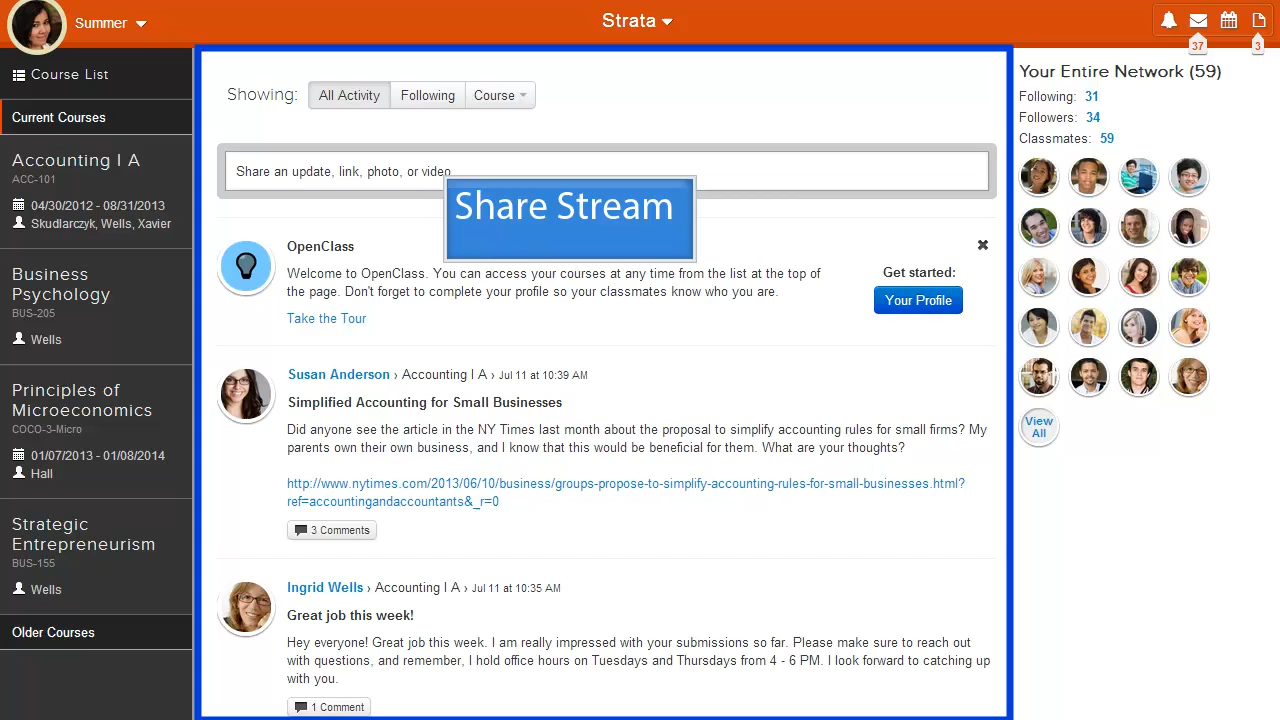 Summer
Strata
37
3
Course List
Current Courses
Accounting I A
ACC-101
04/30/2012 - 08/31/2013
Skudlarczyk, Wells, Xavier
Business
Psychology
BUS-205
Wells
Principles of
Microeconomics
COCO-3-Micro
01/07/2013 - 01/08/2014
Hall
Strategic
Entrepreneurism
BUS-155
Wells
Older Courses
Showing: All Activity Following Course
Share an update, link, photo, or video
Share Stream
OpenClass
Welcome to OpenClass. You can access your courses at any time from the list at the top of
the page. Don't forget to complete your profile so your classmates know who you are.
Take the Tour
Get started:
Your Profile
Susan Anderson › Accounting I A › Jul 11 at 10:39 AM
Simplified Accounting for Small Businesses
Did anyone see the article in the NY Times last month about the proposal to simplify accounting rules for small firms? My
parents own their own business, and I know that this would be beneficial for them. What are your thoughts?
http://www.nytimes.com/2013/06/10/business/groups-propose-to-simplify-accounting-rules-for-small-businesses.html?
ref=accountingandaccountants&_r=0
3 Comments
Ingrid Wells › Accounting I A › Jul 11 at 10:35 AM
Great job this week!
Hey everyone! Great job this week. I am really impressed with your submissions so far. Please make sure to reach out
with questions, and remember, I hold office hours on Tuesdays and Thursdays from 4 - 6 PM. I look forward to catching up
with you.
1 Comment
Your Entire Network (59)
Following: 31
Followers: 34
Classmates: 59
View
All